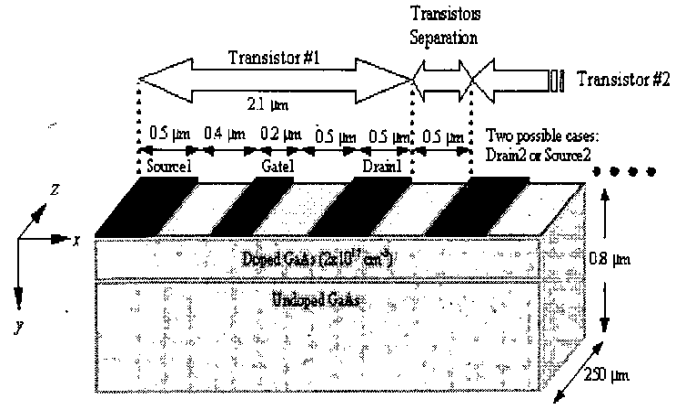 Transistors
Separation
Transistor #1
Transistor #2
2.1 μm
0.5 μm 0.4 μm 0.2 μm 0.5 μm 0.5 μm 0.5 μm
Two possible cases:
Drain2 or Source2
Source1 Gate1 Drain1
z
x
y
Doped GaAs (2x10¹⁷ cm⁻³)
Undoped GaAs
0.8 μm
250 μm